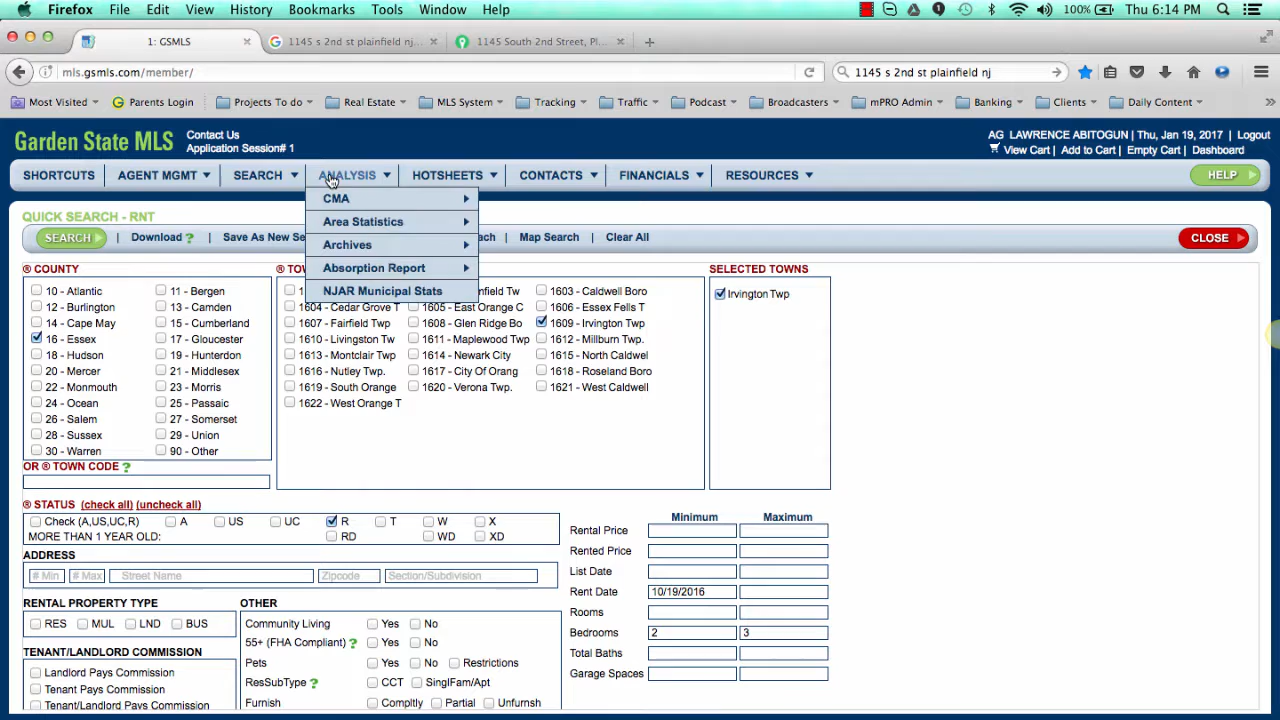 Firefox File Edit View History Bookmarks Tools Window Help 100% Thu 6:14 PM
1: GSMLS 1145 s 2nd st plainfield nj... 1145 South 2nd Street, Pl...
mls.gsmls.com/member/ 1145 s 2nd st plainfield nj
Most Visited Parents Login Projects To do Real Estate MLS System Tracking Traffic Podcast Broadcasters mPRO Admin Banking Clients Daily Content
Garden State MLS Contact Us AG LAWRENCE ABITOGUN | Thu, Jan 19, 2017 | Logout
Application Session# 1 View Cart | Add to Cart | Empty Cart | Dashboard
SHORTCUTS AGENT MGMT SEARCH ANALYSIS HOTSHEETS CONTACTS FINANCIALS RESOURCES HELP
CMA
Area Statistics
Archives
Absorption Report
NJAR Municipal Stats
QUICK SEARCH - RNT
SEARCH Download ? Save As New Se ach Map Search Clear All CLOSE
® COUNTY ® TOW SELECTED TOWNS
10 - Atlantic 11 - Bergen 1 nfield Tw 1603 - Caldwell Boro Irvington Twp
12 - Burlington 13 - Camden 1604 - Cedar Grove T 1605 - East Orange C 1606 - Essex Fells T
14 - Cape May 15 - Cumberland 1607 - Fairfield Twp 1608 - Glen Ridge Bo 1609 - Irvington Twp
16 - Essex 17 - Gloucester 1610 - Livingston Tw 1611 - Maplewood Twp 1612 - Millburn Twp.
18 - Hudson 19 - Hunterdon 1613 - Montclair Twp 1614 - Newark City 1615 - North Caldwel
20 - Mercer 21 - Middlesex 1616 - Nutley Twp. 1617 - City Of Orang 1618 - Roseland Boro
22 - Monmouth 23 - Morris 1619 - South Orange 1620 - Verona Twp. 1621 - West Caldwell
24 - Ocean 25 - Passaic 1622 - West Orange T
26 - Salem 27 - Somerset
28 - Sussex 29 - Union
30 - Warren 90 - Other
OR ® TOWN CODE ?
® STATUS (check all) (uncheck all)
Check (A,US,UC,R) A US UC R T W X
MORE THAN 1 YEAR OLD: RD WD XD
ADDRESS
# Min # Max Street Name Zipcode Section/Subdivision
RENTAL PROPERTY TYPE
RES MUL LND BUS
TENANT/LANDLORD COMMISSION
Landlord Pays Commission
Tenant Pays Commission
Tenant/Landlord Pays Commission
OTHER
Community Living Yes No
55+ (FHA Compliant) ? Yes No
Pets Yes No Restrictions
ResSubType ? CCT SinglFam/Apt
Furnish Compltly Partial Unfurnsh
Minimum Maximum
Rental Price
Rented Price
List Date
Rent Date 10/19/2016
Rooms
Bedrooms 2 3
Total Baths
Garage Spaces